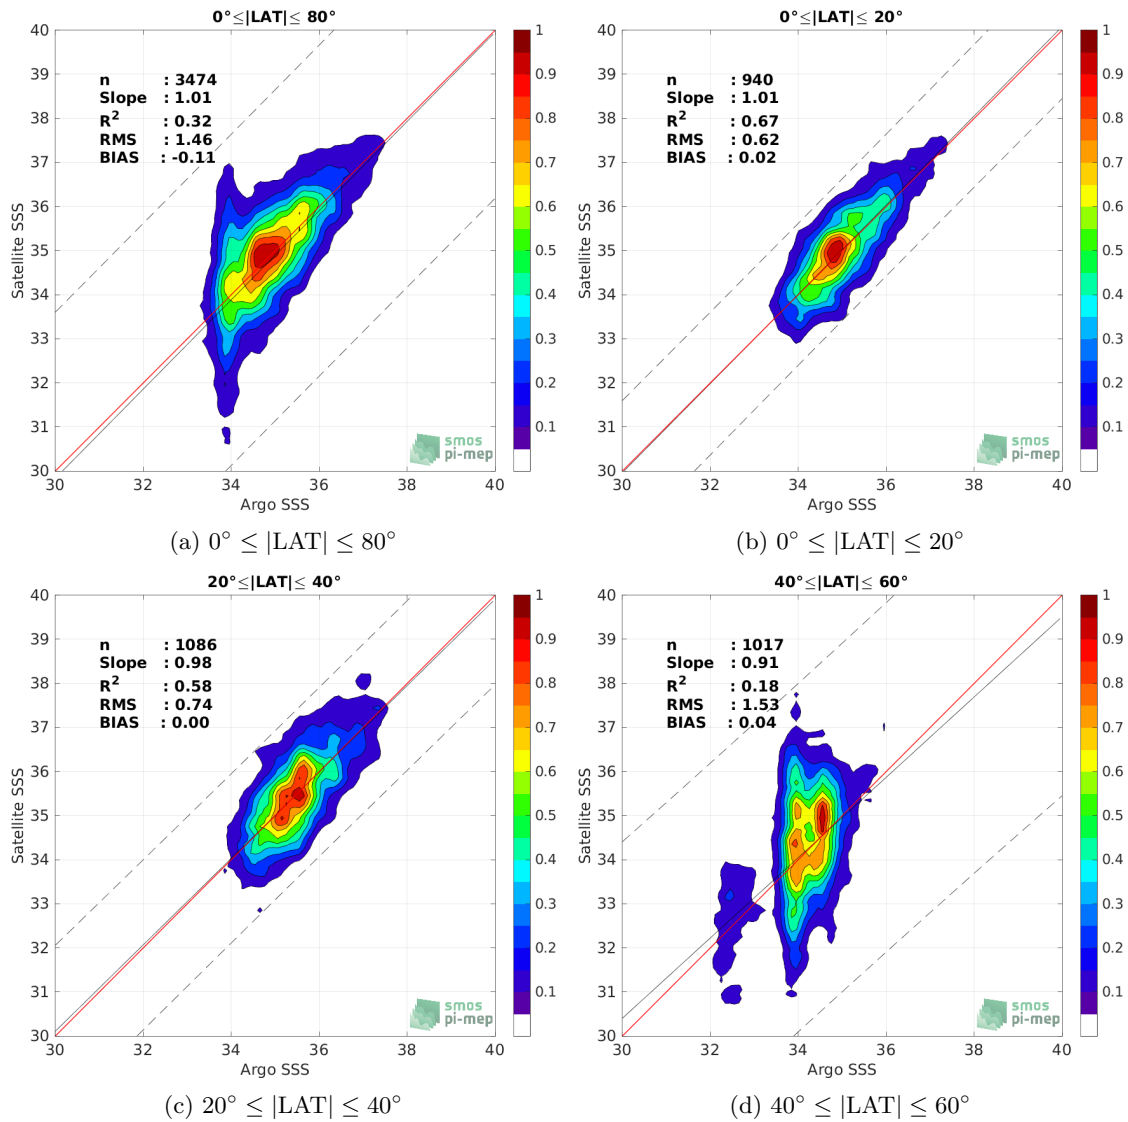 0°≤|LAT|≤ 80°
40
39
38
37
36
35
34
33
32
31
30
Satellite SSS
n : 3474
Slope : 1.01
R² : 0.32
RMS : 1.46
BIAS : -0.11
smos
pi-mep
30 32 34 36 38 40
Argo SSS
1
0.9
0.8
0.7
0.6
0.5
0.4
0.3
0.2
0.1
(a) 0° ≤ |LAT| ≤ 80°
0°≤|LAT|≤ 20°
40
39
38
37
36
35
34
33
32
31
30
Satellite SSS
n : 940
Slope : 1.01
R² : 0.67
RMS : 0.62
BIAS : 0.02
smos
pi-mep
30 32 34 36 38 40
Argo SSS
1
0.9
0.8
0.7
0.6
0.5
0.4
0.3
0.2
0.1
(b) 0° ≤ |LAT| ≤ 20°
20°≤|LAT|≤ 40°
40
39
38
37
36
35
34
33
32
31
30
Satellite SSS
n : 1086
Slope : 0.98
R² : 0.58
RMS : 0.74
BIAS : 0.00
smos
pi-mep
30 32 34 36 38 40
Argo SSS
1
0.9
0.8
0.7
0.6
0.5
0.4
0.3
0.2
0.1
(c) 20° ≤ |LAT| ≤ 40°
40°≤|LAT|≤ 60°
40
39
38
37
36
35
34
33
32
31
30
Satellite SSS
n : 1017
Slope : 0.91
R² : 0.18
RMS : 1.53
BIAS : 0.04
smos
pi-mep
30 32 34 36 38 40
Argo SSS
1
0.9
0.8
0.7
0.6
0.5
0.4
0.3
0.2
0.1
(d) 40° ≤ |LAT| ≤ 60°